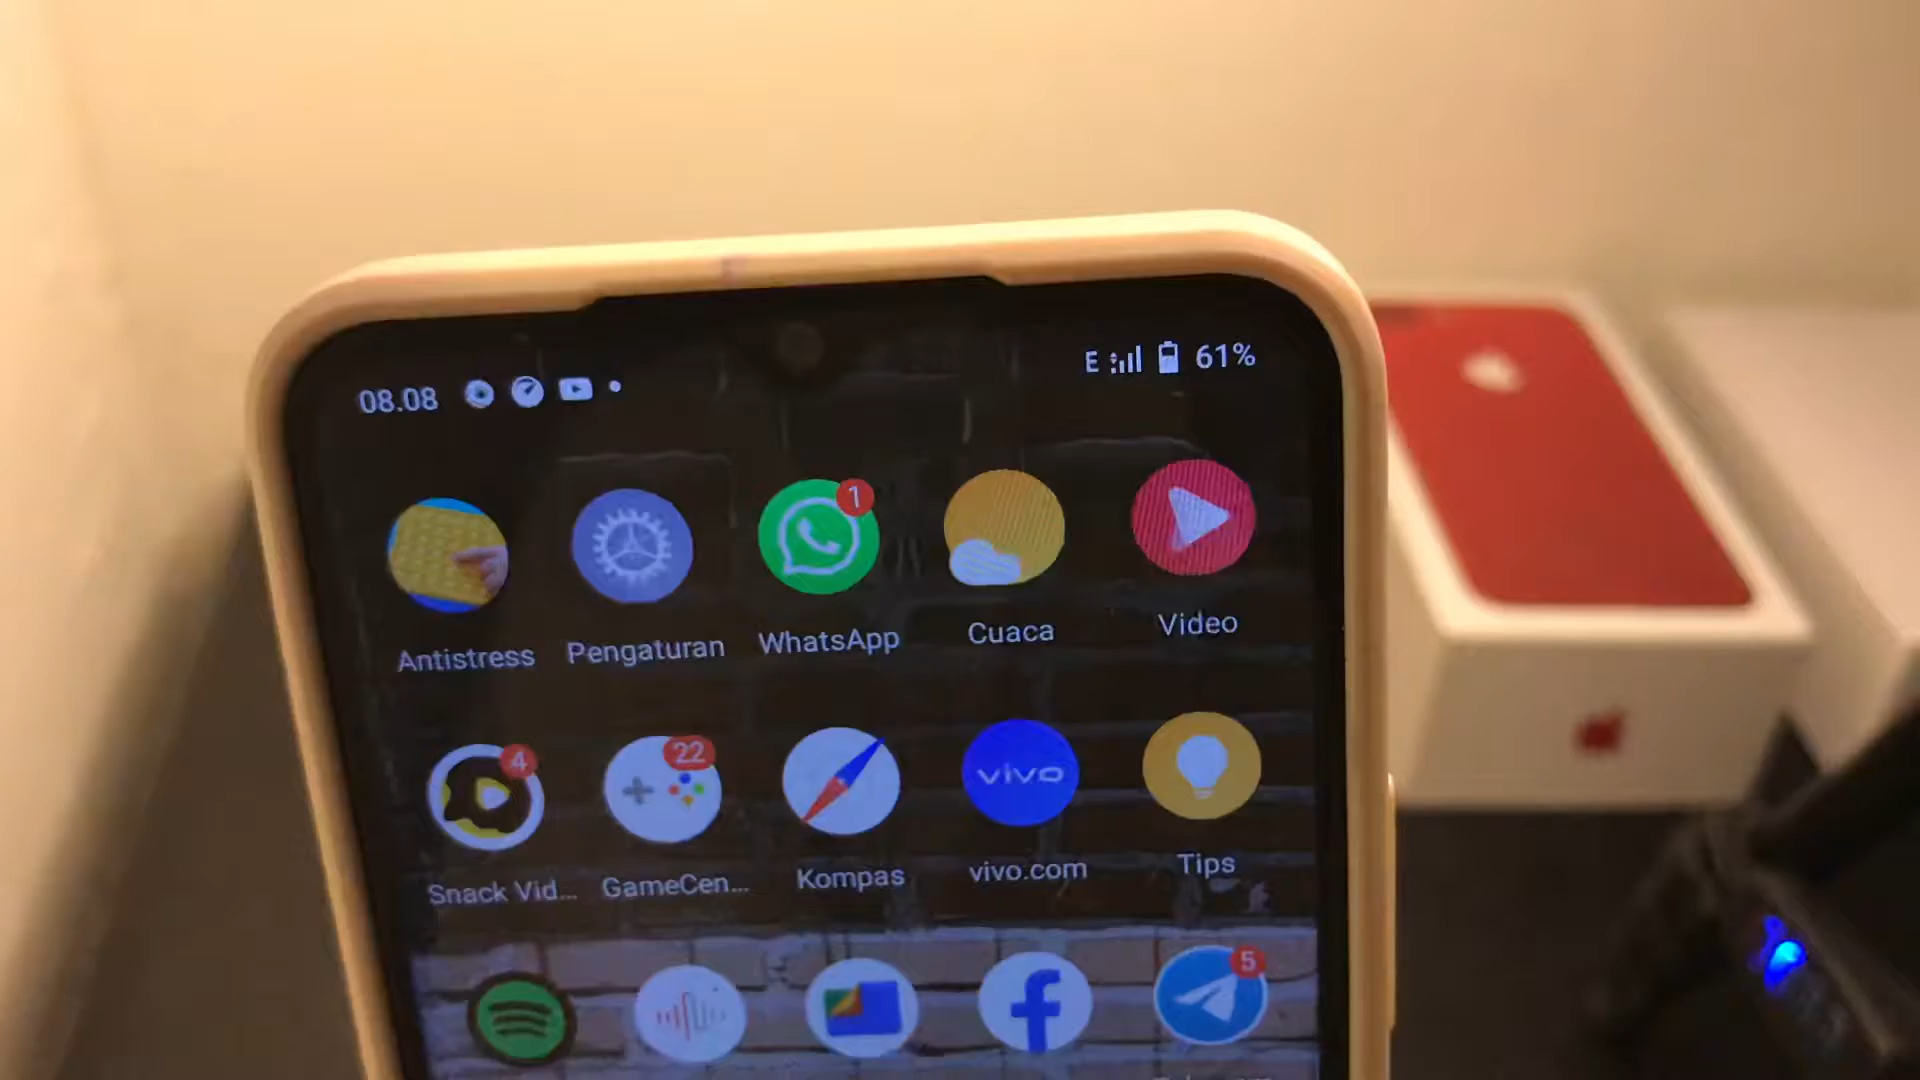 08.08 E 61%
1
Antistress Pengaturan WhatsApp Cuaca Video
4 22
vivo
Snack Vid... GameCen... Kompas vivo.com Tips
5